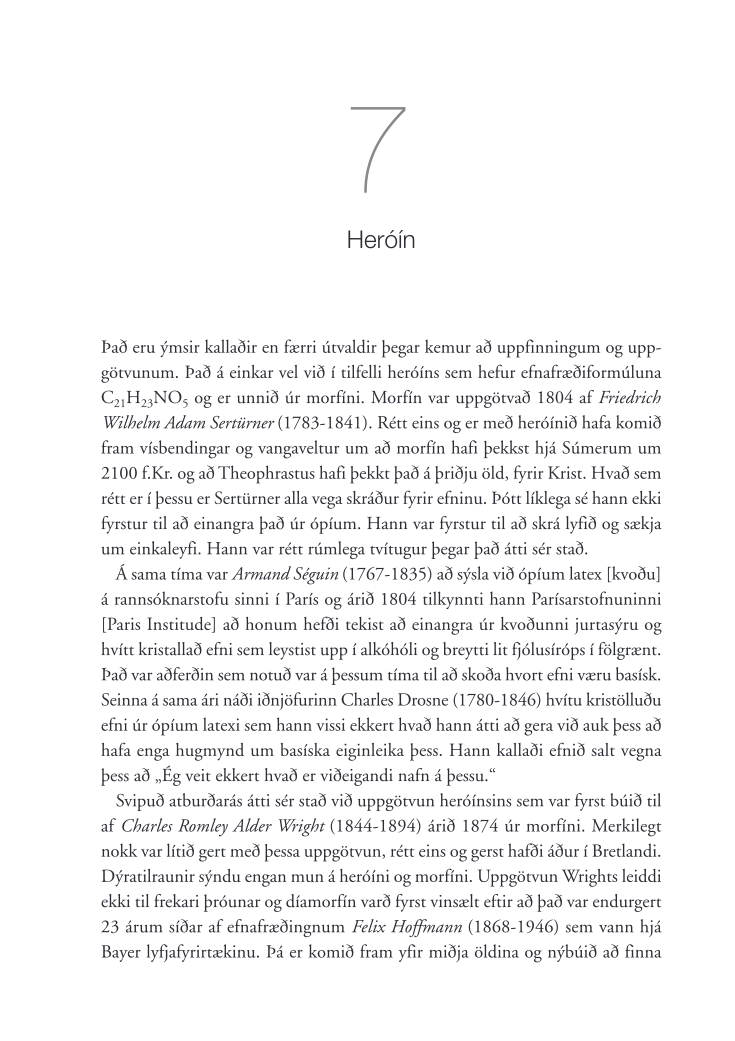 7
Heróín
Það eru ýmsir kallaðir en færri útvaldir þegar kemur að uppfinningum og upp-
götvunum. Það á einkar vel við í tilfelli heróíns sem hefur efnafræðiformúluna
C₂₁H₂₃NO₅ og er unnið úr morfíni. Morfín var uppgötvað 1804 af Friedrich
Wilhelm Adam Sertürner (1783-1841). Rétt eins og er með heróínið hafa komið
fram vísbendingar og vangaveltur um að morfín hafi þekkst hjá Súmerum um
2100 f.Kr. og að Theophrastus hafi þekkt það á þriðju öld, fyrir Krist. Hvað sem
rétt er í þessu er Sertürner alla vega skráður fyrir efninu. Þótt líklega sé hann ekki
fyrstur til að einangra það úr ópíum. Hann var fyrstur til að skrá lyfið og sækja
um einkaleyfi. Hann var rétt rúmlega tvítugur þegar það átti sér stað.
Á sama tíma var Armand Séguin (1767-1835) að sýsla við ópíum latex [kvoðu]
á rannsóknarstofu sinni í París og árið 1804 tilkynnti hann Parísarstofnuninni
[Paris Institude] að honum hefði tekist að einangra úr kvoðunni jurtasýru og
hvítt kristallað efni sem leystist upp í alkóhóli og breytti lit fjólusíróps í fölgrænt.
Það var aðferðin sem notuð var á þessum tíma til að skoða hvort efni væru basísk.
Seinna á sama ári náði iðnjöfurinn Charles Drosne (1780-1846) hvítu kristölluðu
efni úr ópíum latexi sem hann vissi ekkert hvað hann átti að gera við auk þess að
hafa enga hugmynd um basíska eiginleika þess. Hann kallaði efnið salt vegna
þess að „Ég veit ekkert hvað er viðeigandi nafn á þessu.“
Svipuð atburðarás átti sér stað við uppgötvun heróínsins sem var fyrst búið til
af Charles Romley Alder Wright (1844-1894) árið 1874 úr morfíni. Merkilegt
nokk var lítið gert með þessa uppgötvun, rétt eins og gerst hafði áður í Bretlandi.
Dýratilraunir sýndu engan mun á heróíni og morfíni. Uppgötvun Wrights leiddi
ekki til frekari þróunar og díamorfín varð fyrst vinsælt eftir að það var endurgert
23 árum síðar af efnafræðingnum Felix Hoffmann (1868-1946) sem vann hjá
Bayer lyfjafyrirtækinu. Þá er komið fram yfir miðja öldina og nýbúið að finna